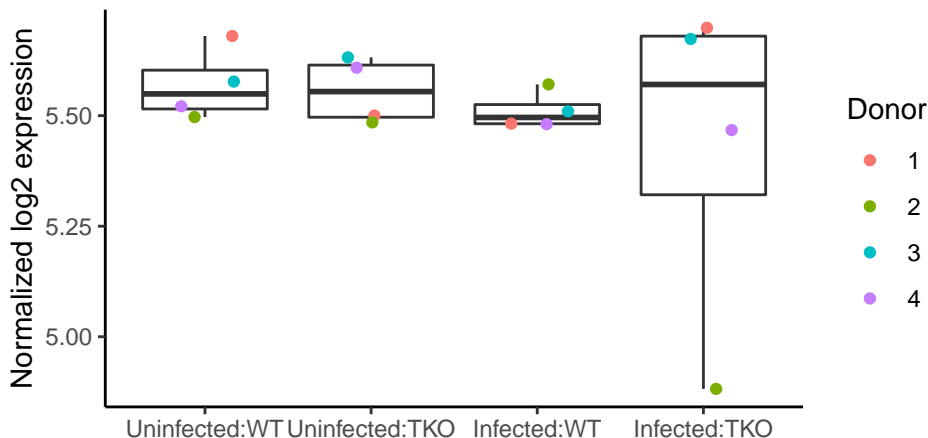 Normalized log2 expression
5.50
5.25
5.00
Uninfected:WT Uninfected:TKO Infected:WT Infected:TKO
Donor
1
2
3
4